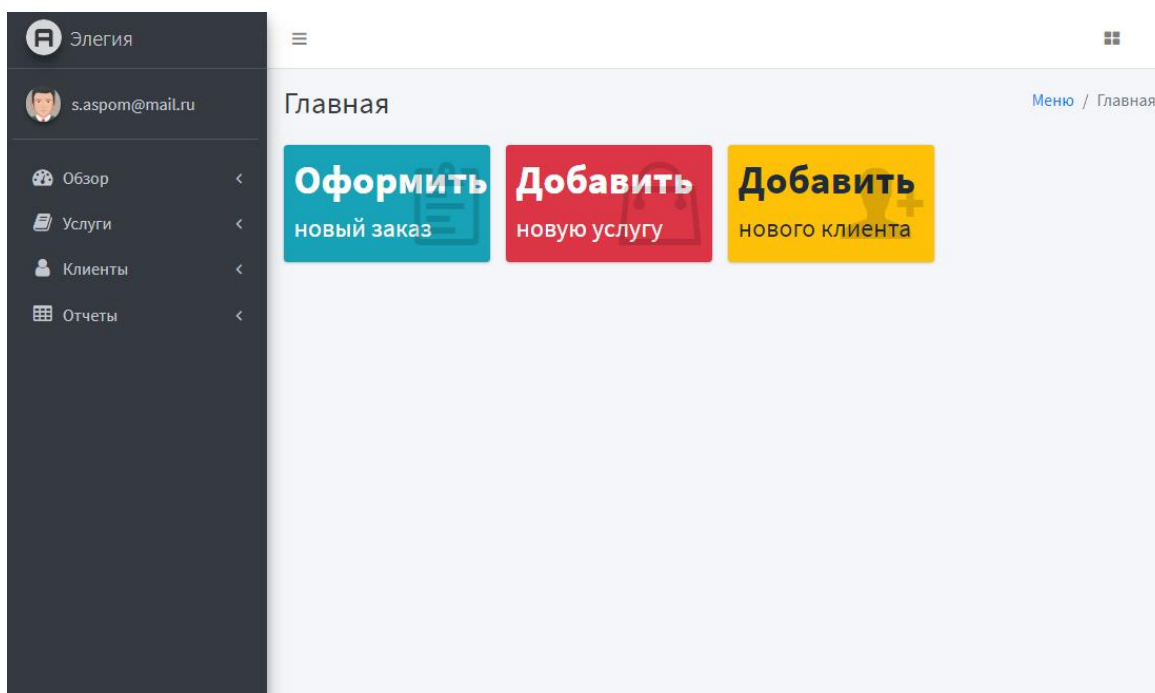 Элегия
s.aspom@mail.ru
Обзор
Услуги
Клиенты
Отчеты
Главная
Меню / Главная
Оформить
новый заказ
Добавить
новую услугу
Добавить
нового клиента